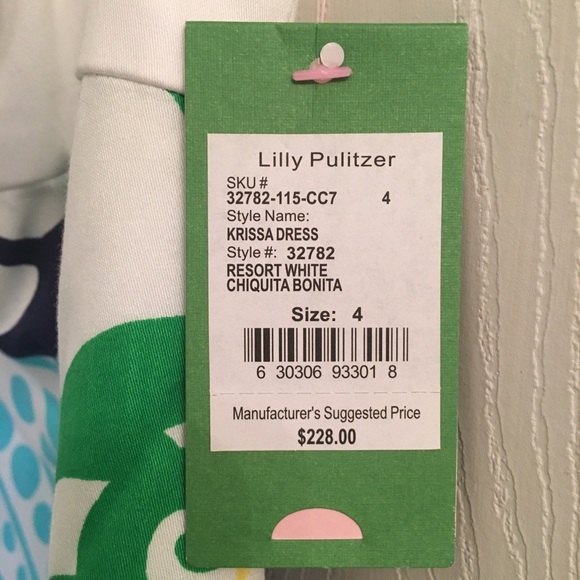 Lilly Pulitzer
SKU #
32782-115-CC7 4
Style Name:
KRISSA DRESS
Style #: 32782
RESORT WHITE
CHIQUITA BONITA
Size: 4
6 30306 93301 8
Manufacturer's Suggested Price
$228.00